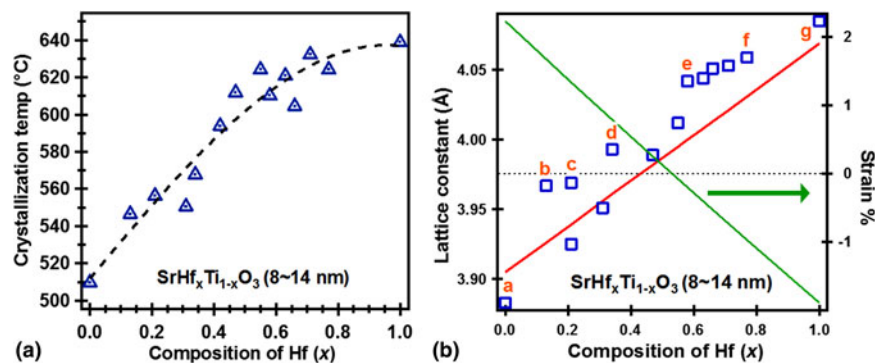 640
620
600
580
560
540
520
500
Crystallization temp (°C)
SrHfxTi1-xO3 (8~14 nm)
0.0 0.2 0.4 0.6 0.8 1.0
(a)
Composition of Hf (x)
4.05
4.00
3.95
3.90
Lattice constant (Å)
a
b
c
d
e
f
g
2
1
0
-1
Strain %
SrHfxTi1-xO3 (8~14 nm)
0.0 0.2 0.4 0.6 0.8 1.0
(b)
Composition of Hf (x)